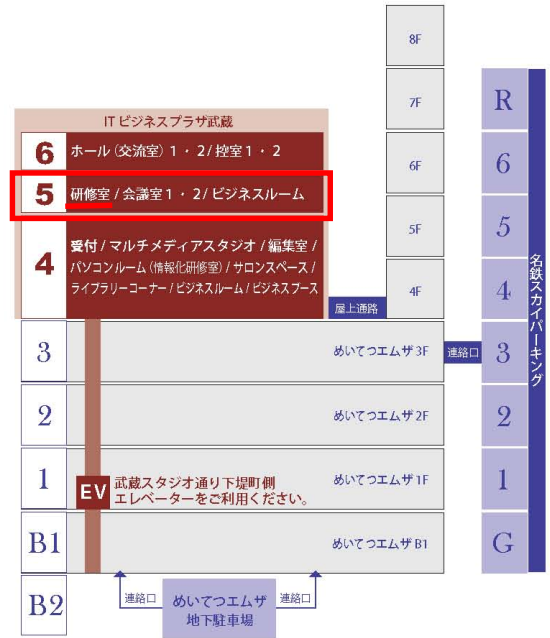 8F
7F
R
ITビジネスプラザ武蔵
6 ホール(交流室)1・2/控室1・2
6F
6
5 研修室/会議室1・2/ビジネスルーム
5F
5
4
受付/マルチメディアスタジオ/編集室/
パソコンルーム(情報化研修室)/サロンスペース/
ライブラリーコーナー/ビジネスルーム/ビジネスブース
4F
4
屋上通路
名鉄スカイパーキング
3
めいてつエムザ3F
連絡口
3
2
めいてつエムザ2F
2
1
EV
武蔵スタジオ通り下堤町側
エレベーターをご利用ください。
めいてつエムザ1F
1
B1
めいてつエムザB1
G
B2
連絡口
めいてつエムザ
地下駐車場
連絡口